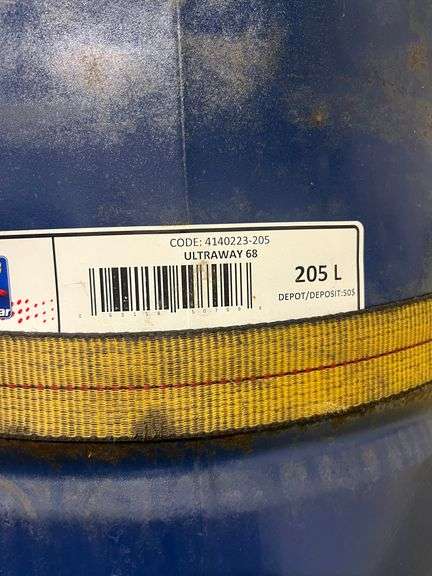 CODE: 4140223-205
ULTRAWAY 68
205 L
DEPOT/DEPOSIT:50$